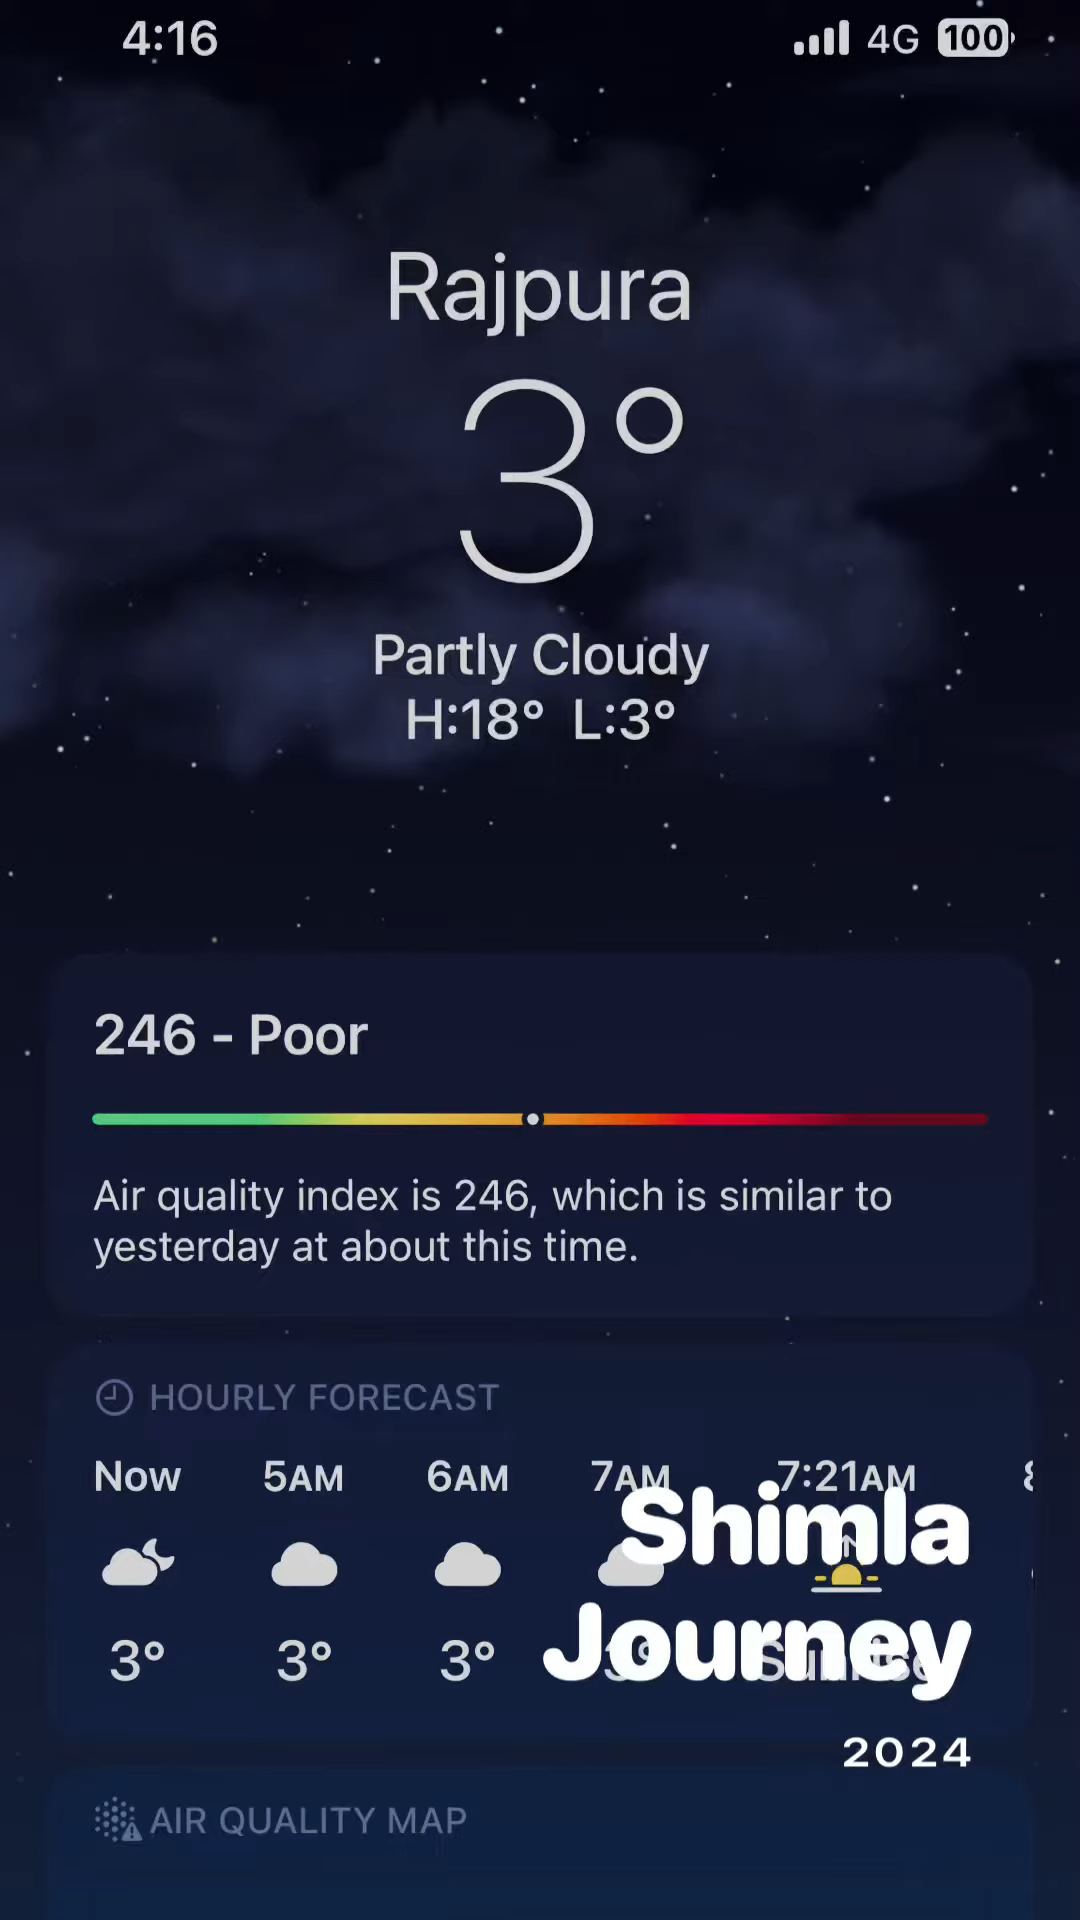 4:16
4G 100
Rajpura
3°
Partly Cloudy
H:18° L:3°
246 - Poor
Air quality index is 246, which is similar to
yesterday at about this time.
HOURLY FORECAST
Now 5AM 6AM 7AM 7:21AM
3° 3° 3° 3° Sunrise
Shimla
Journey
2024
AIR QUALITY MAP